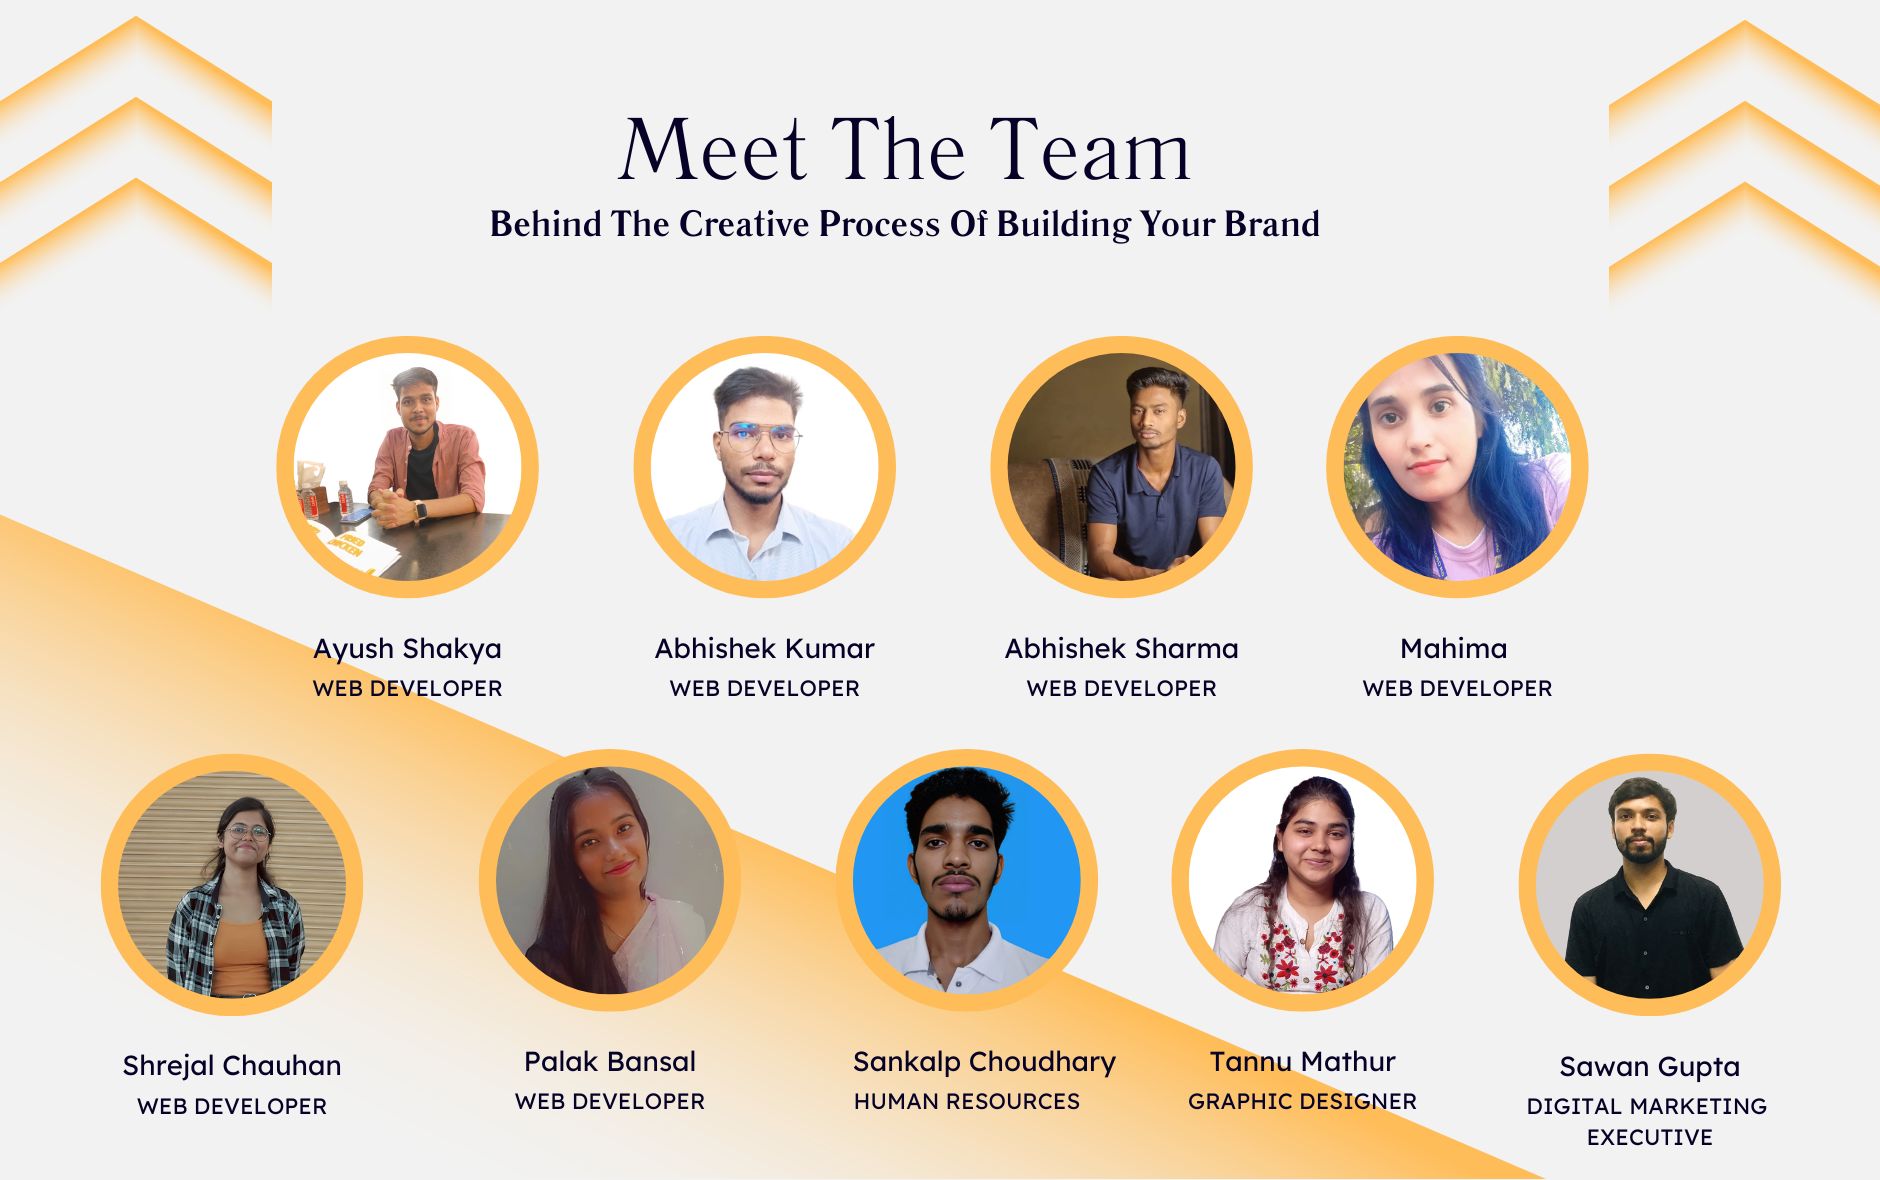 Meet The Team
Behind The Creative Process Of Building Your Brand
FRIED
CHICKEN
Ayush Shakya
WEB DEVELOPER
Abhishek Kumar
WEB DEVELOPER
Abhishek Sharma
WEB DEVELOPER
Mahima
WEB DEVELOPER
Shrejal Chauhan
WEB DEVELOPER
Palak Bansal
WEB DEVELOPER
Sankalp Choudhary
HUMAN RESOURCES
Tannu Mathur
GRAPHIC DESIGNER
Sawan Gupta
DIGITAL MARKETING
EXECUTIVE